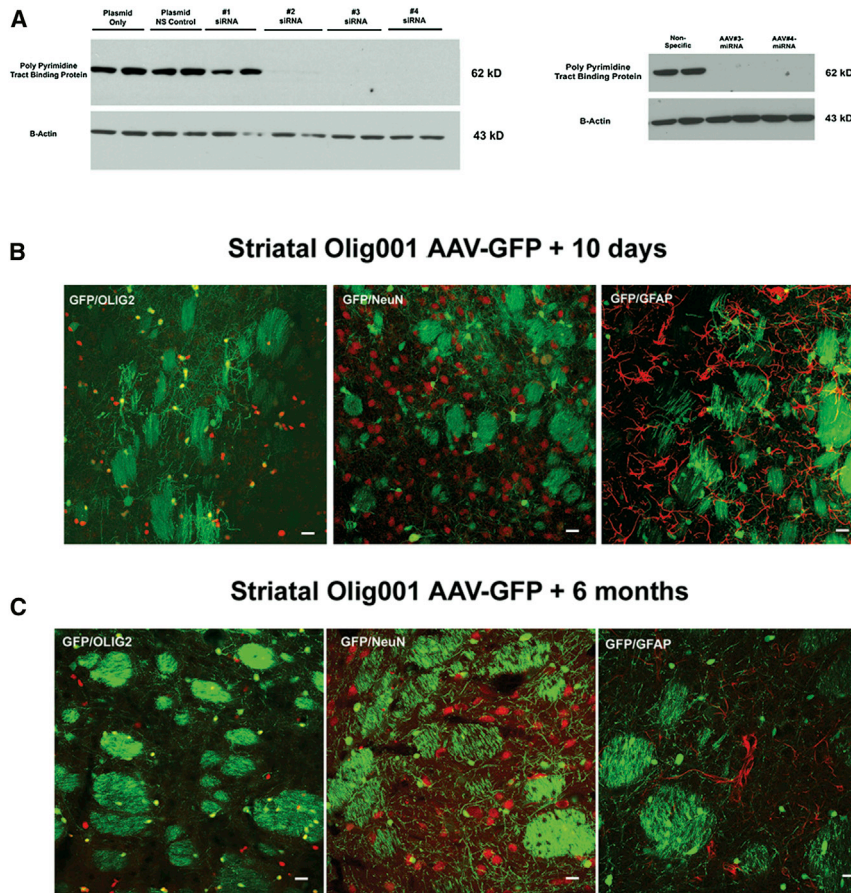 A
Plasmid Only
Plasmid NS Control
#1 siRNA
#2 siRNA
#3 siRNA
#4 siRNA
Poly Pyrimidine
Tract Binding Protein
62 kD
B-Actin
43 kD
Non-Specific
AAV#3-miRNA
AAV#4-miRNA
Poly Pyrimidine
Tract Binding Protein
62 kD
B-Actin
43 kD
B
Striatal Olig001 AAV-GFP + 10 days
GFP/OLIG2
GFP/NeuN
GFP/GFAP
C
Striatal Olig001 AAV-GFP + 6 months
GFP/OLIG2
GFP/NeuN
GFP/GFAP